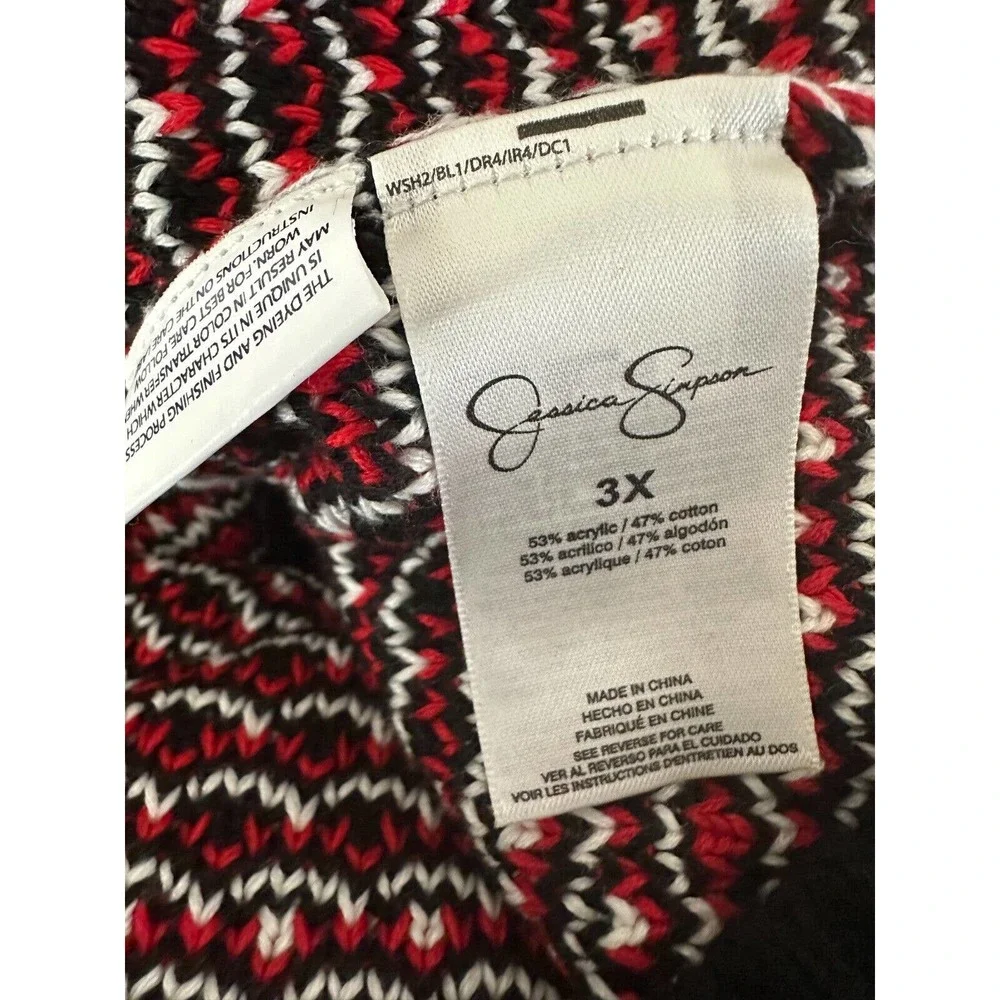 WSH2/BL1/DR4/IR4/DC1
Jessica Simpson
3X
53% acrylic / 47% cotton
53% acrílico / 47% algodón
53% acrylique / 47% coton
MADE IN CHINA
HECHO EN CHINA
FABRIQUÉ EN CHINE
SEE REVERSE FOR CARE
VER AL REVERSO PARA EL CUIDADO
VOIR LES INSTRUCTIONS D'ENTRETIEN AU DOS
THE DYEING AND FINISHING PROCESS
IS UNIQUE IN ITS CHARACTER WHICH
MAY RESULT IN COLOR TRANSFER WHEN
WORN. FOR BEST CARE, FOLLOW
INSTRUCTIONS ON THE CARE LABEL